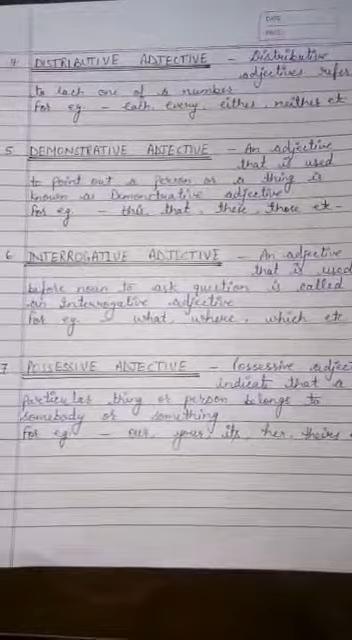 DATE
PAGE
4 DISTRIBUTIVE ADJECTIVE - Distributive
adjectives refer
to each one of a number
For eg - each, every, either, neither etc
5 DEMONSTRATIVE ADJECTIVE - An adjective
that is used
to point out a person or a thing is
known as Demonstrative adjective
For eg. - this, that, these, those etc -
6 INTERROGATIVE ADJECTIVE - An adjective
that is used
before noun to ask question is called
an Interrogative adjective
For eg - what, where, which etc
7 POSSESSIVE ADJECTIVE - Possessive adjec
indicate that a
particular thing or person belongs to
somebody or something
For eg - our, your, its, her, theirs